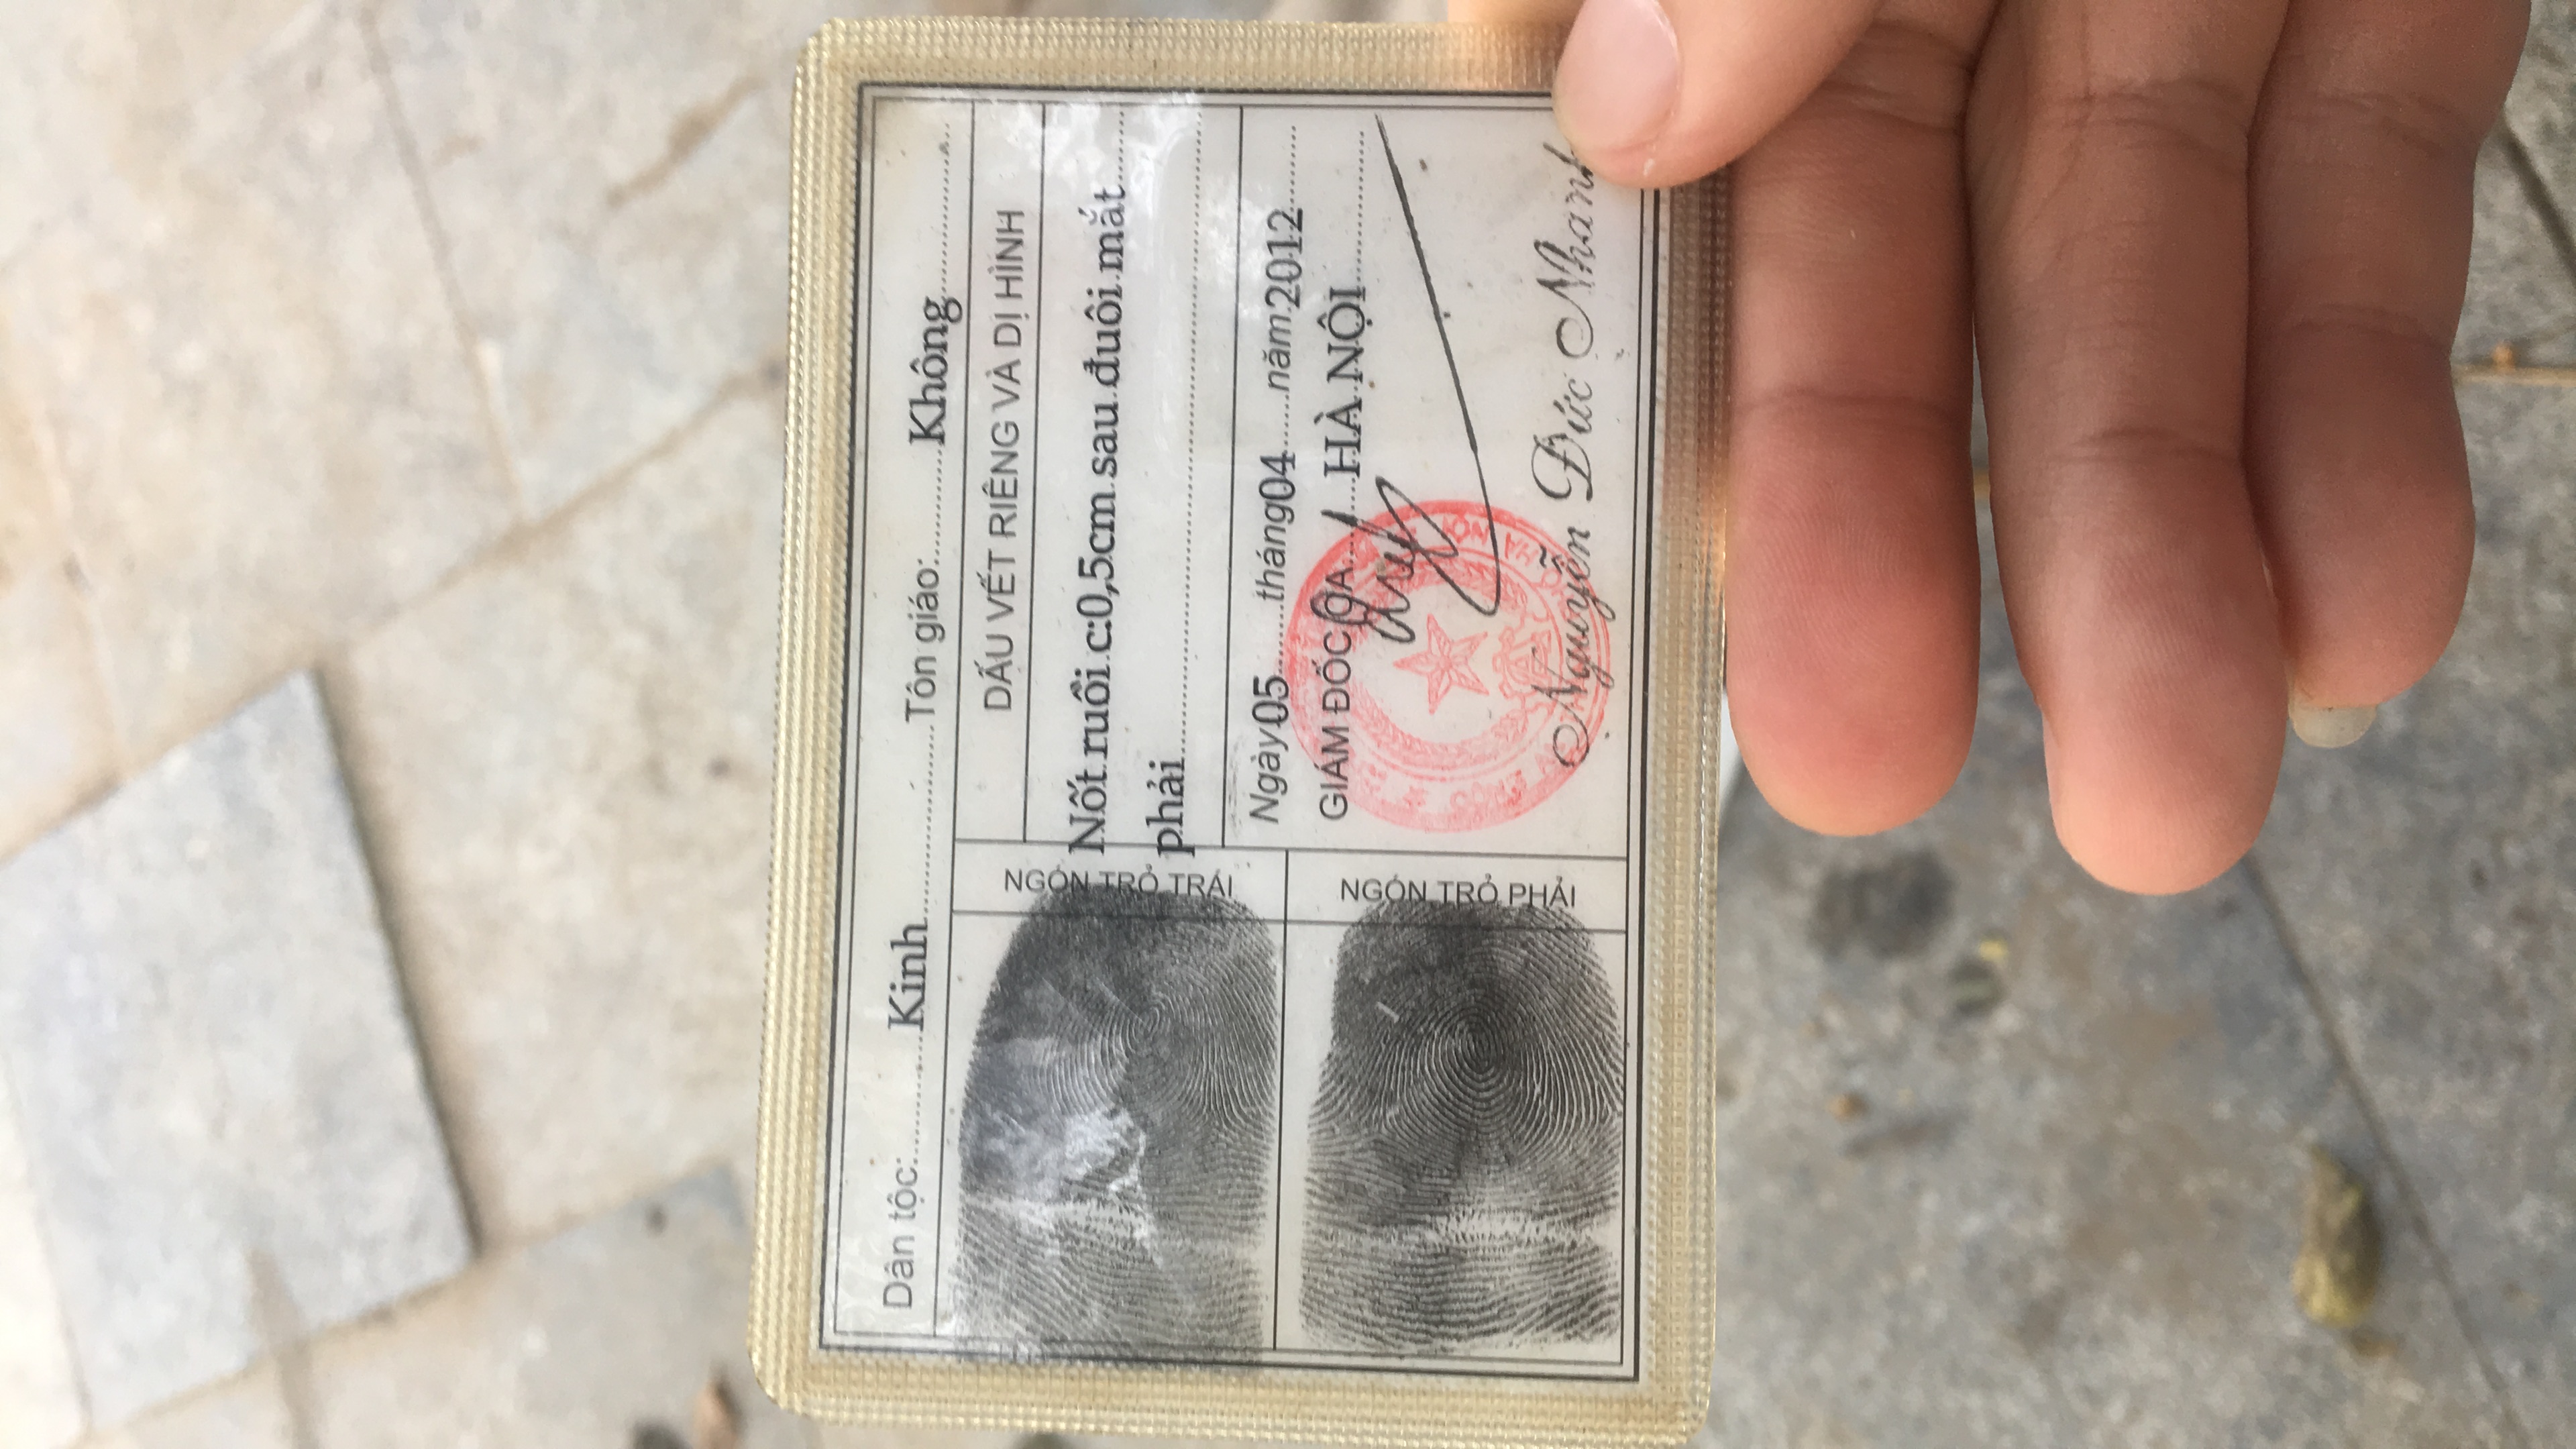 Dân tộc: Kinh Tôn giáo: Không
NGÓN TRỎ TRÁI
DẤU VẾT RIÊNG VÀ DỊ HÌNH
Nốt ruồi c:0,5cm sau đuôi mắt
phải
Ngày 05 tháng 04 năm 2012
GIÁM ĐỐC CA HÀ NỘI
NGÓN TRỎ PHẢI
Nguyễn Đức Nhanh